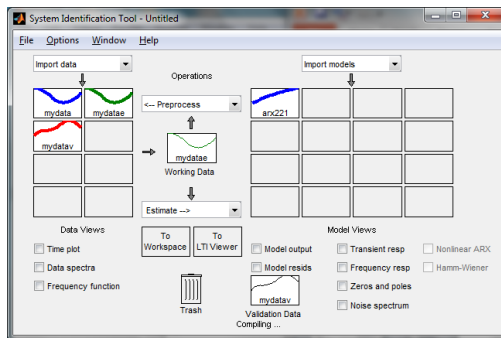 System Identification Tool - Untitled
File Options Window Help
Import data
Operations
Import models
mydata
mydatae
<-- Preprocess
arx221
mydatav
mydatae
Working Data
Estimate -->
Data Views
To Workspace
To LTI Viewer
Model Views
Time plot
Data spectra
Frequency function
Model output
Model resids
Transient resp
Frequency resp
Zeros and poles
Noise spectrum
Nonlinear ARX
Hamm-Wiener
Trash
mydatav
Validation Data
Compiling ...